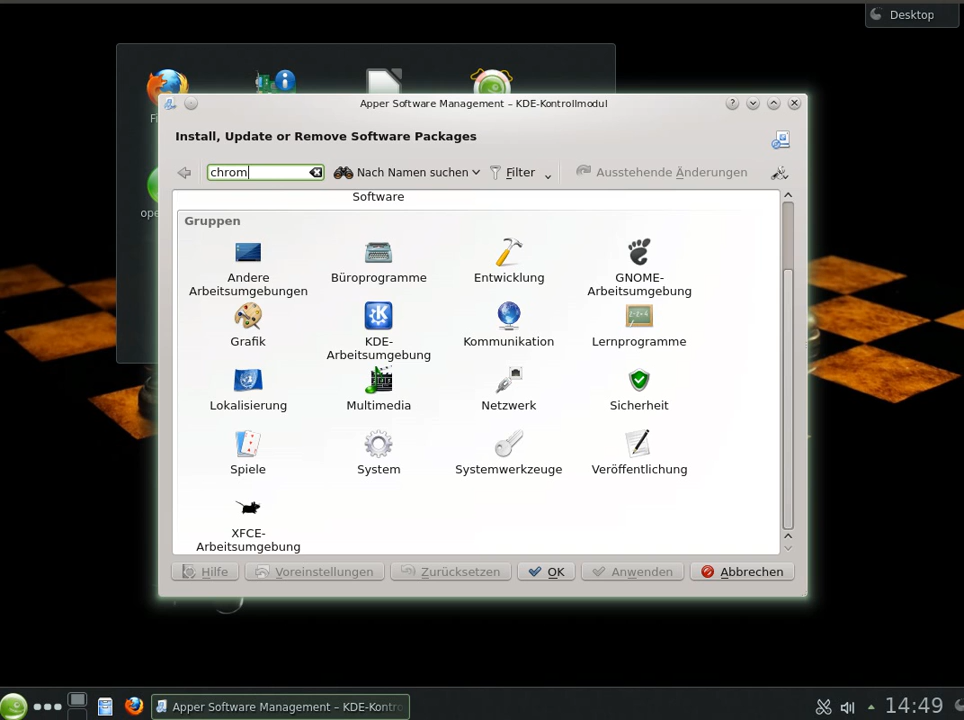 Desktop
Apper Software Management – KDE-Kontrollmodul
Install, Update or Remove Software Packages
chrom
Nach Namen suchen
Filter
Ausstehende Änderungen
Software
Gruppen
Andere
Arbeitsumgebungen
Büroprogramme
Entwicklung
GNOME-
Arbeitsumgebung
Grafik
KDE-
Arbeitsumgebung
Kommunikation
Lernprogramme
Lokalisierung
Multimedia
Netzwerk
Sicherheit
Spiele
System
Systemwerkzeuge
Veröffentlichung
XFCE-
Arbeitsumgebung
Hilfe
Voreinstellungen
Zurücksetzen
OK
Anwenden
Abbrechen
Apper Software Management – KDE-Kontro
14:49